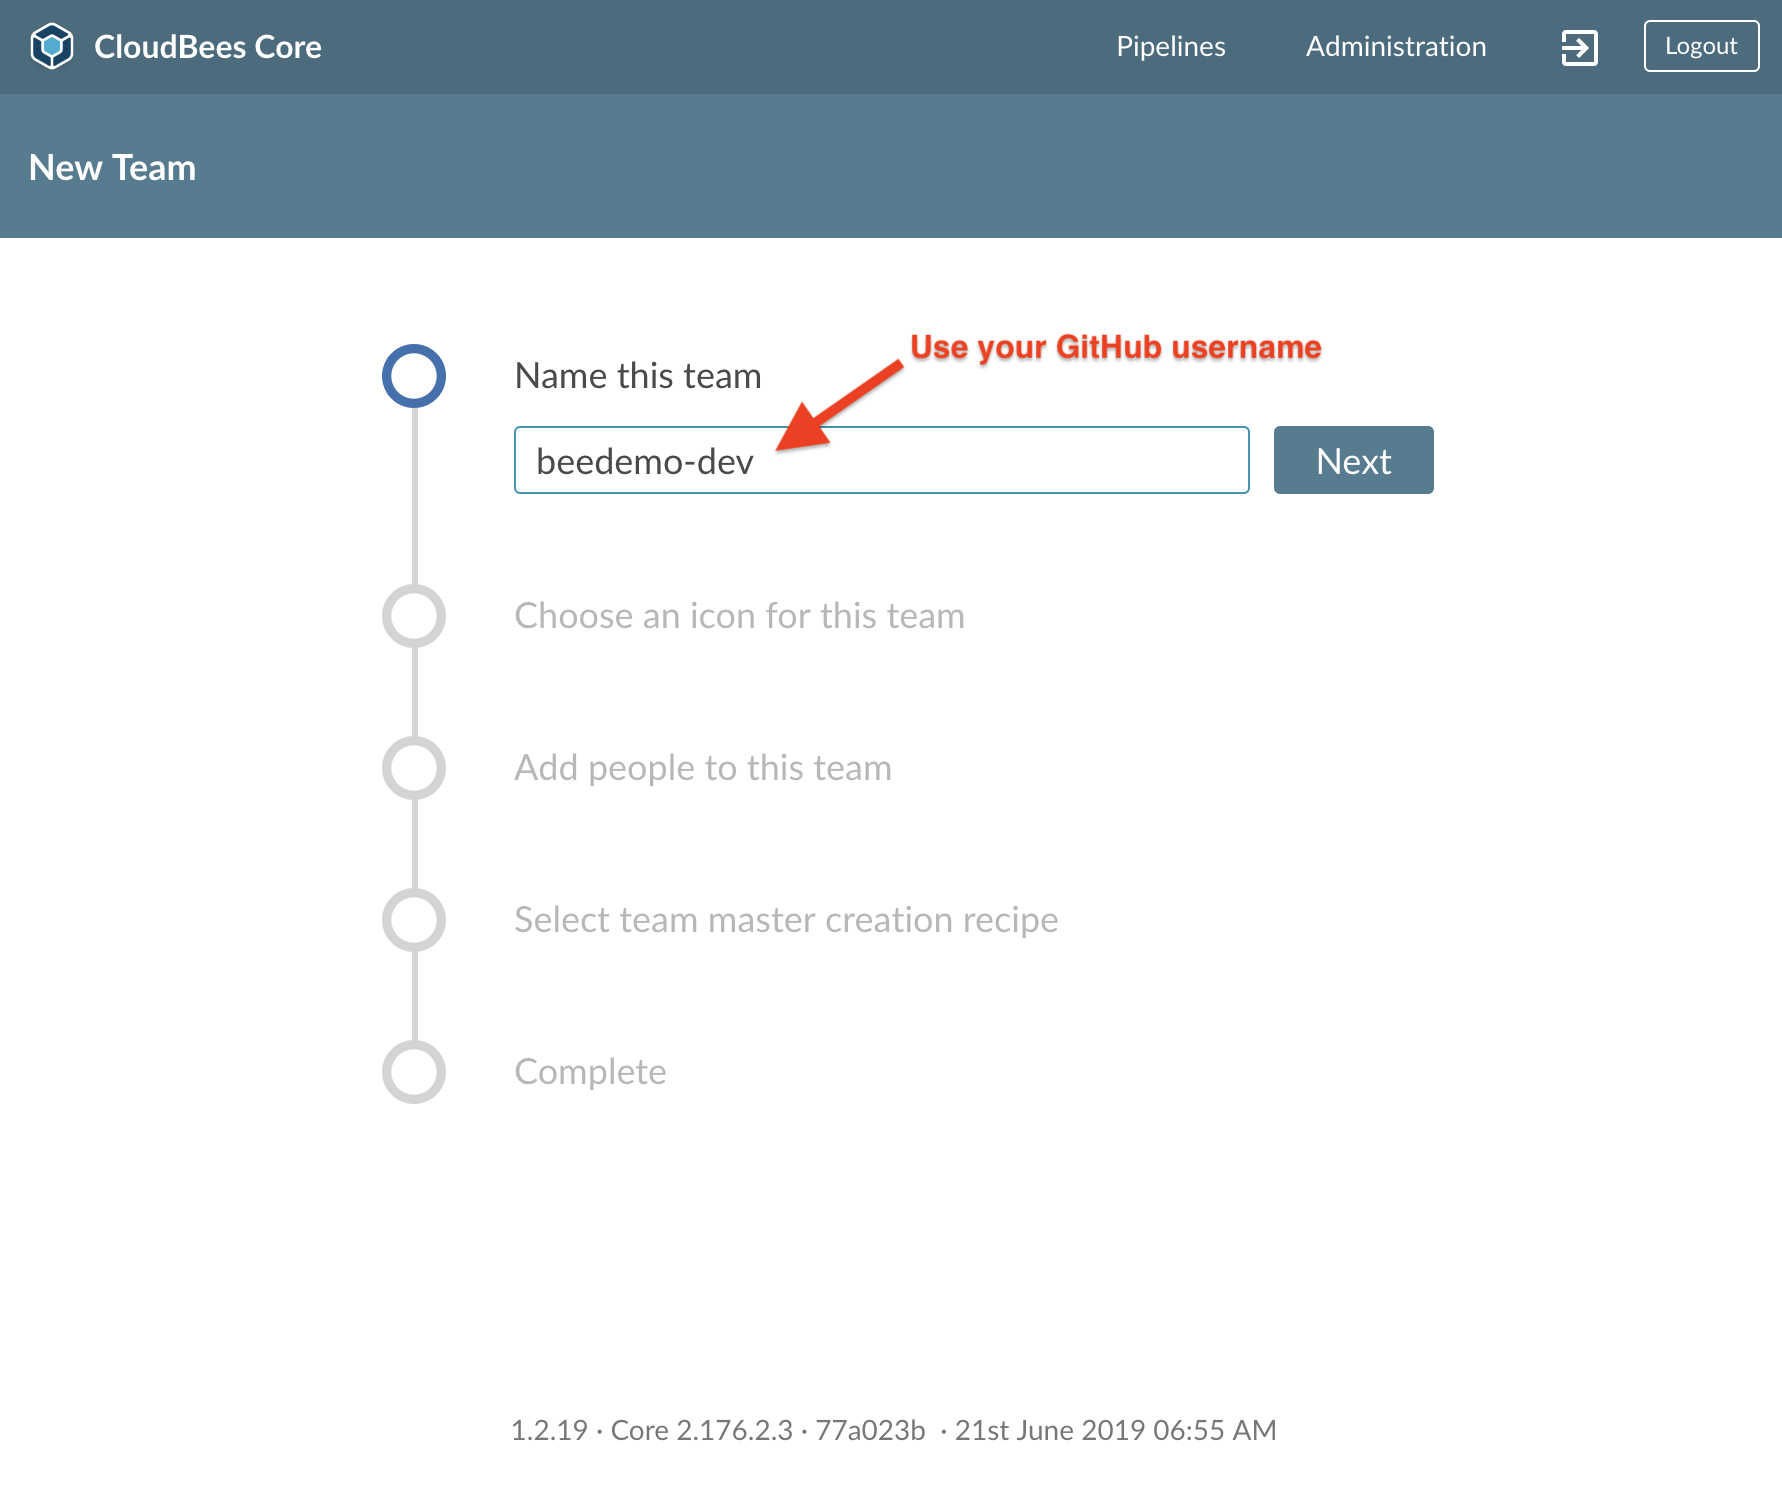 CloudBees Core
Pipelines
Administration
Logout
New Team
Use your GitHub username
Name this team
beedemo-dev
Next
Choose an icon for this team
Add people to this team
Select team master creation recipe
Complete
1.2.19 · Core 2.176.2.3 · 77a023b · 21st June 2019 06:55 AM